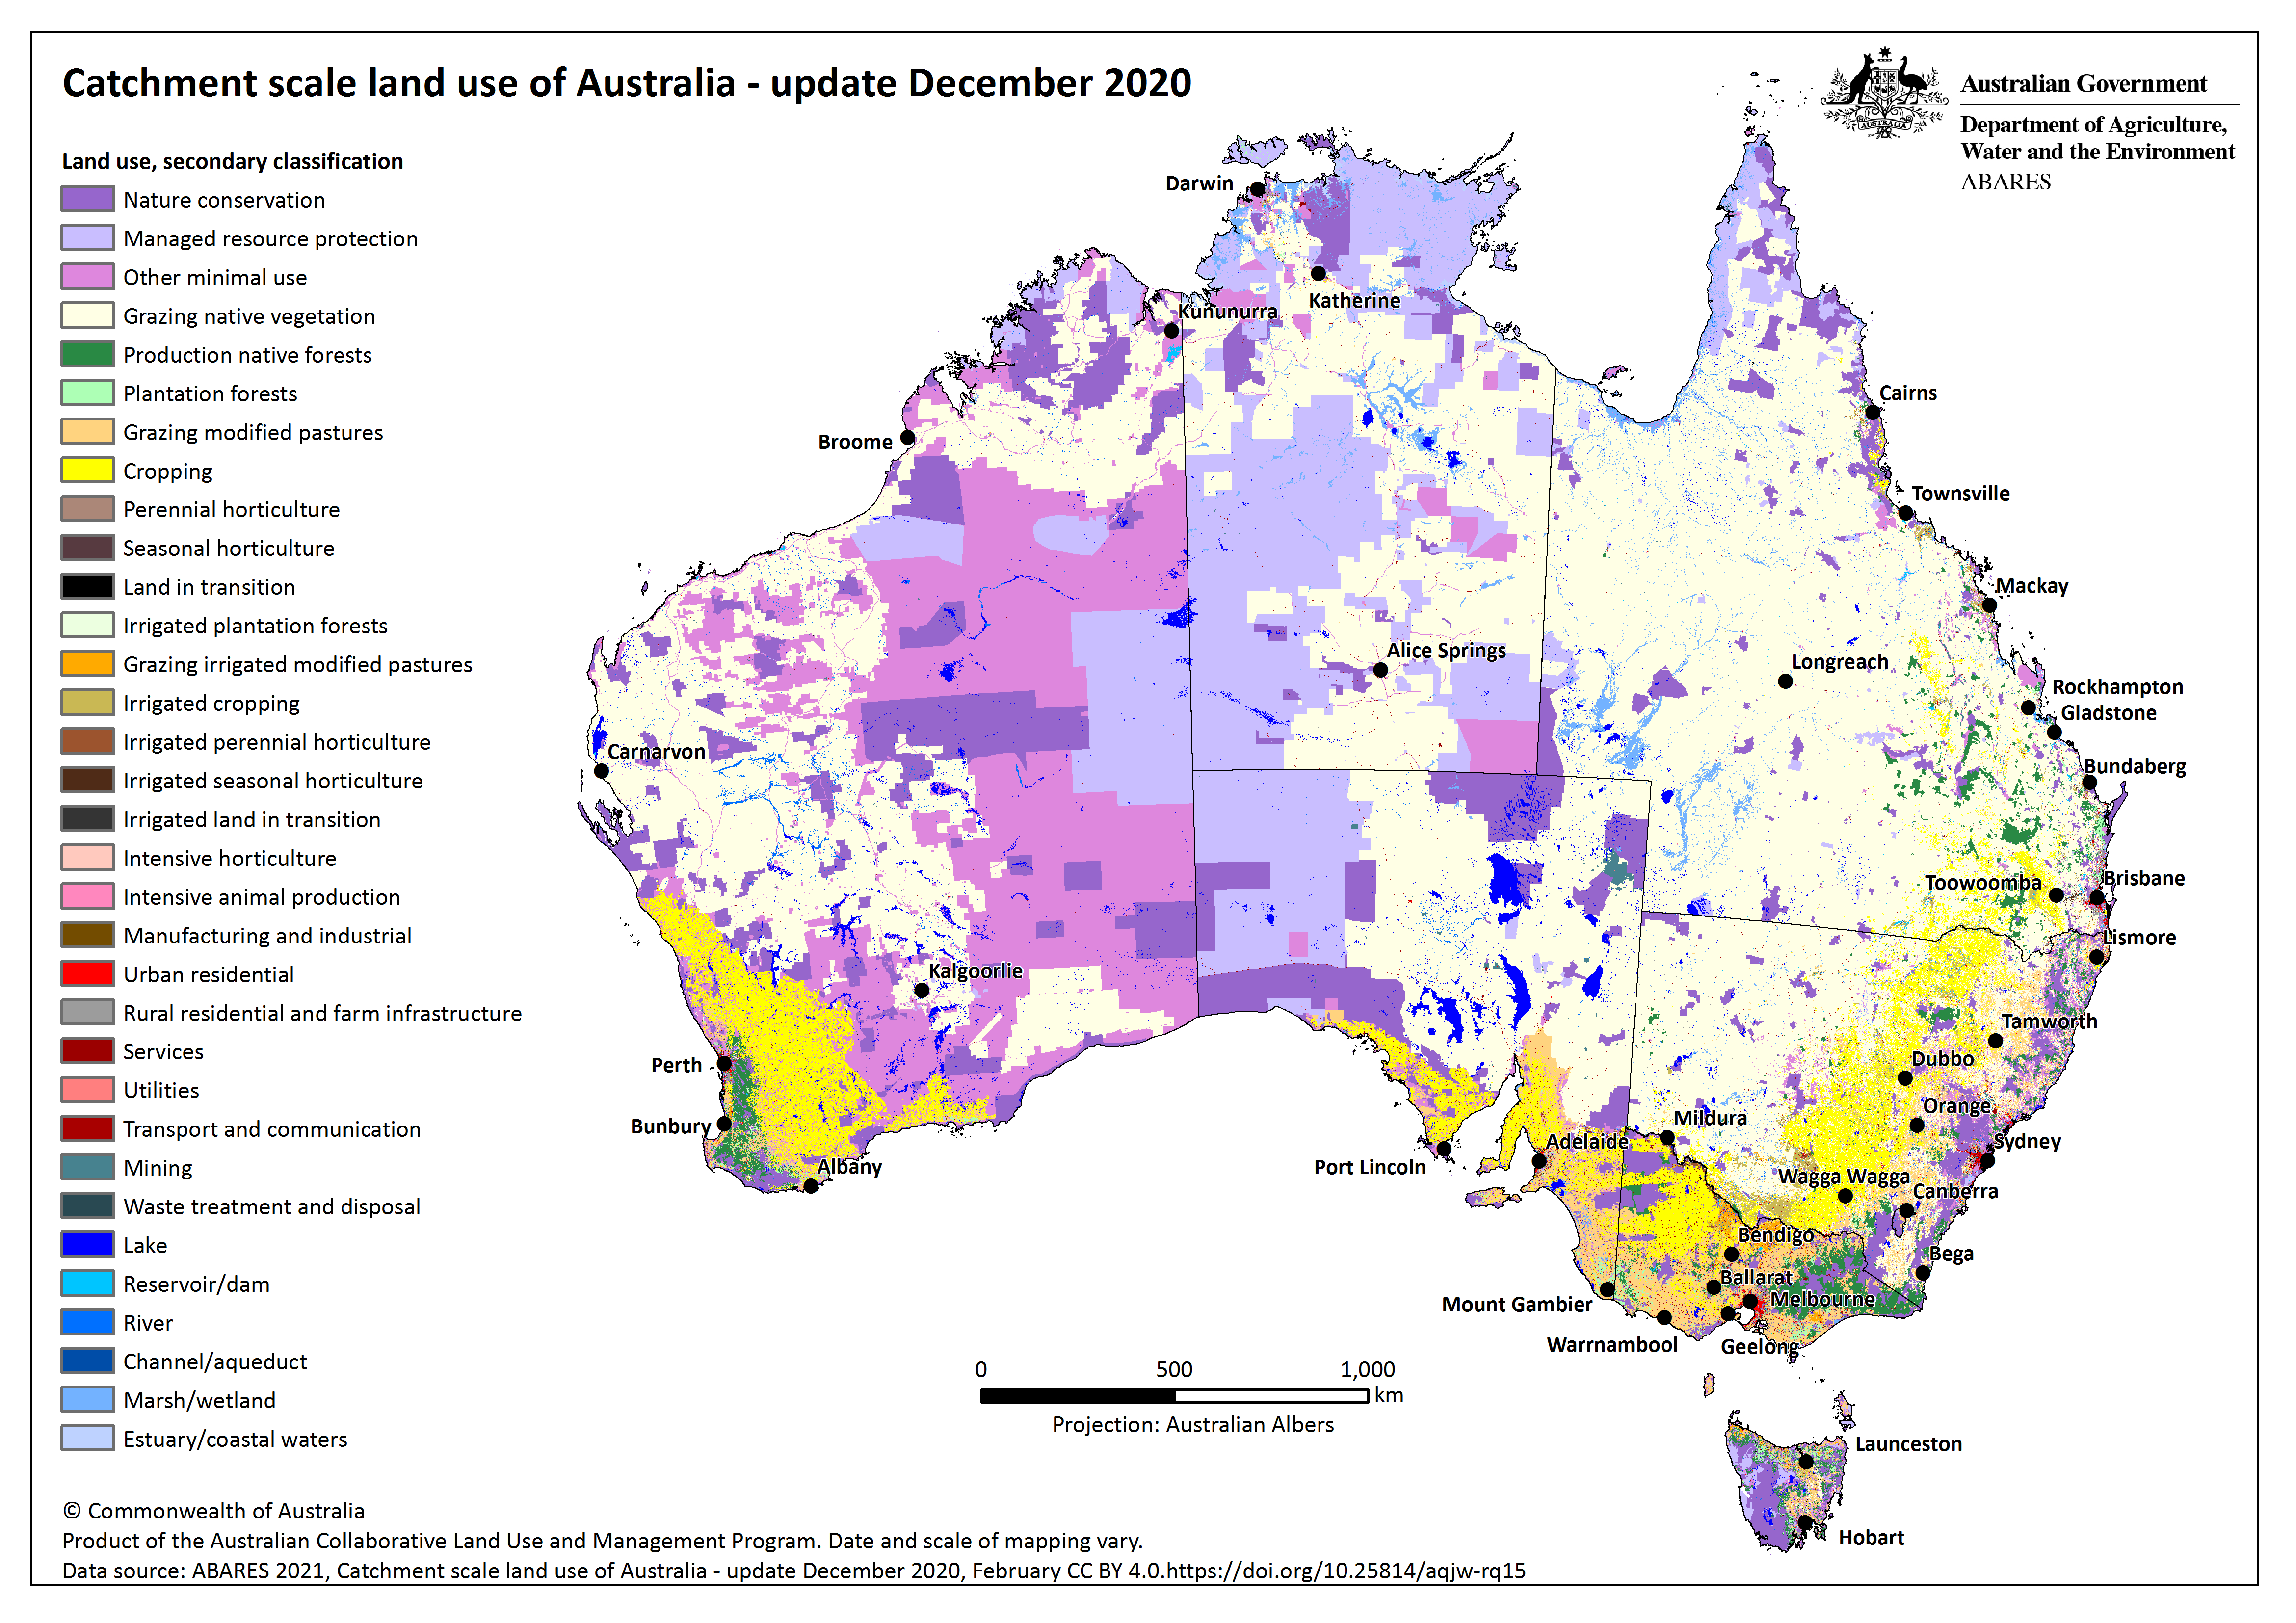 Catchment scale land use of Australia - update December 2020
Australian Government
Department of Agriculture,
Water and the Environment
ABARES
AUSTRALIA
Land use, secondary classification
Nature conservation
Managed resource protection
Other minimal use
Grazing native vegetation
Production native forests
Plantation forests
Grazing modified pastures
Cropping
Perennial horticulture
Seasonal horticulture
Land in transition
Irrigated plantation forests
Grazing irrigated modified pastures
Irrigated cropping
Irrigated perennial horticulture
Irrigated seasonal horticulture
Irrigated land in transition
Intensive horticulture
Intensive animal production
Manufacturing and industrial
Urban residential
Rural residential and farm infrastructure
Services
Utilities
Transport and communication
Mining
Waste treatment and disposal
Lake
Reservoir/dam
River
Channel/aqueduct
Marsh/wetland
Estuary/coastal waters
Darwin
Katherine
Kununurra
Cairns
Broome
Townsville
Mackay
Alice Springs
Longreach
Rockhampton
Gladstone
Carnarvon
Bundaberg
Toowoomba
Brisbane
Lismore
Kalgoorlie
Tamworth
Dubbo
Perth
Orange
Mildura
Bunbury
Sydney
Adelaide
Port Lincoln
Albany
Wagga Wagga
Canberra
Bendigo
Bega
Ballarat
Melbourne
Mount Gambier
Warrnambool
Geelong
Launceston
Hobart
0 500 1,000
km
Projection: Australian Albers
© Commonwealth of Australia
Product of the Australian Collaborative Land Use and Management Program. Date and scale of mapping vary.
Data source: ABARES 2021, Catchment scale land use of Australia - update December 2020, February CC BY 4.0.https://doi.org/10.25814/aqjw-rq15